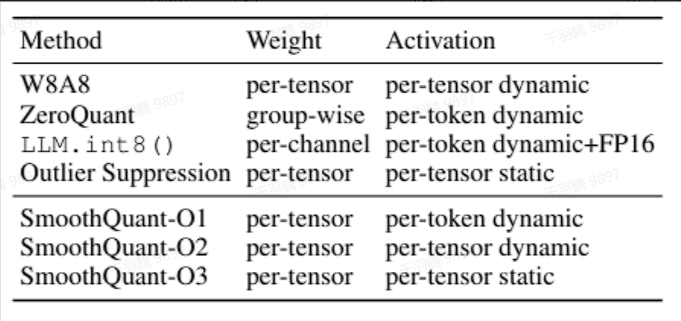 Method Weight Activation
W8A8 per-tensor per-tensor dynamic
ZeroQuant group-wise per-token dynamic
LLM.int8() per-channel per-token dynamic+FP16
Outlier Suppression per-tensor per-tensor static
SmoothQuant-O1 per-tensor per-token dynamic
SmoothQuant-O2 per-tensor per-tensor dynamic
SmoothQuant-O3 per-tensor per-tensor static